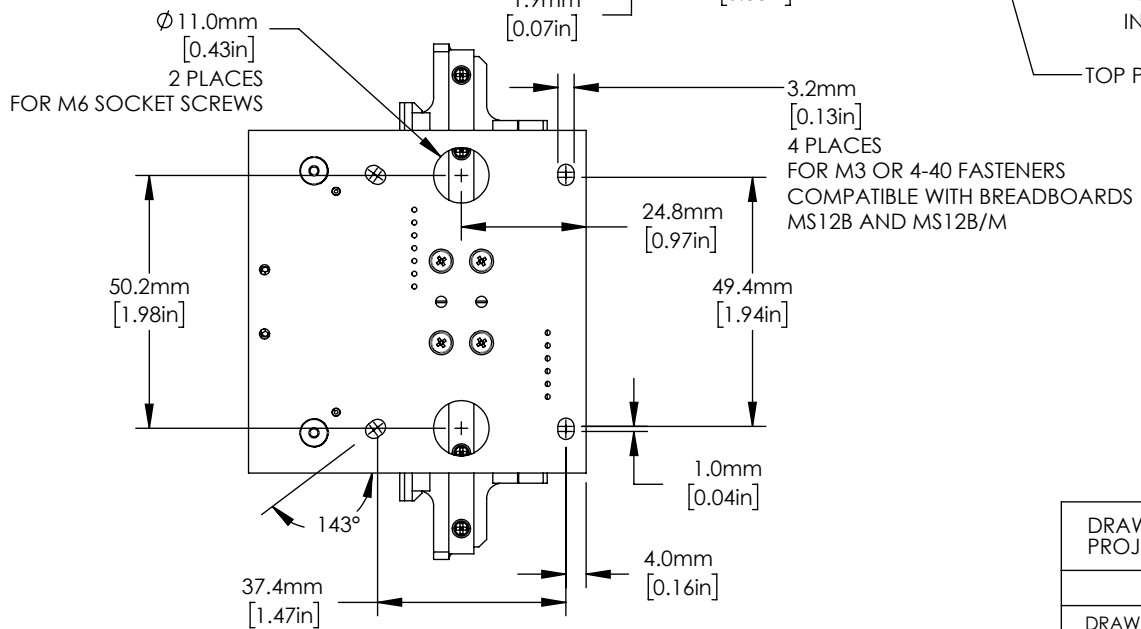 [0.07in]
Ø 11.0mm
[0.43in]
2 PLACES
FOR M6 SOCKET SCREWS
TOP P
IN
3.2mm
[0.13in]
4 PLACES
FOR M3 OR 4-40 FASTENERS
COMPATIBLE WITH BREADBOARDS
MS12B AND MS12B/M
24.8mm
[0.97in]
50.2mm
[1.98in]
49.4mm
[1.94in]
1.0mm
[0.04in]
143°
4.0mm
[0.16in]
37.4mm
[1.47in]
DRAW
PROJ
DRAW